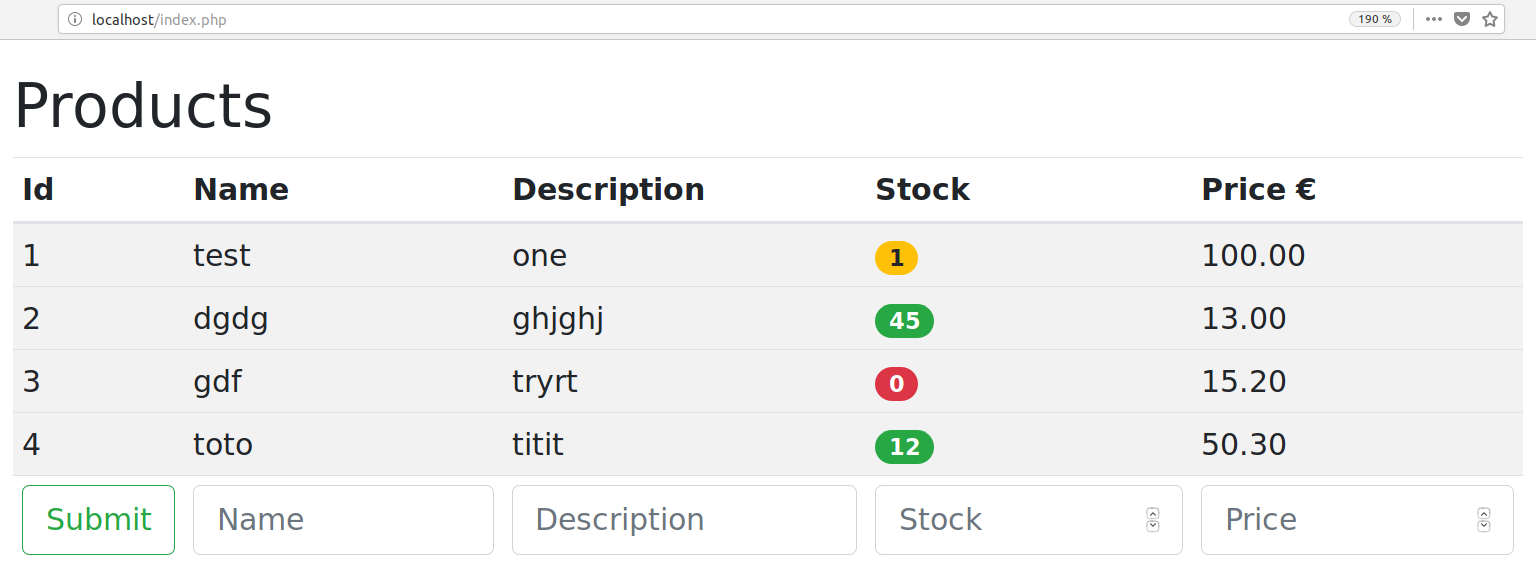 localhost/index.php 190 %
Products
Id Name Description Stock Price €
1 test one 1 100.00
2 dgdg ghjghj 45 13.00
3 gdf tryrt 0 15.20
4 toto titit 12 50.30
Submit Name Description Stock Price